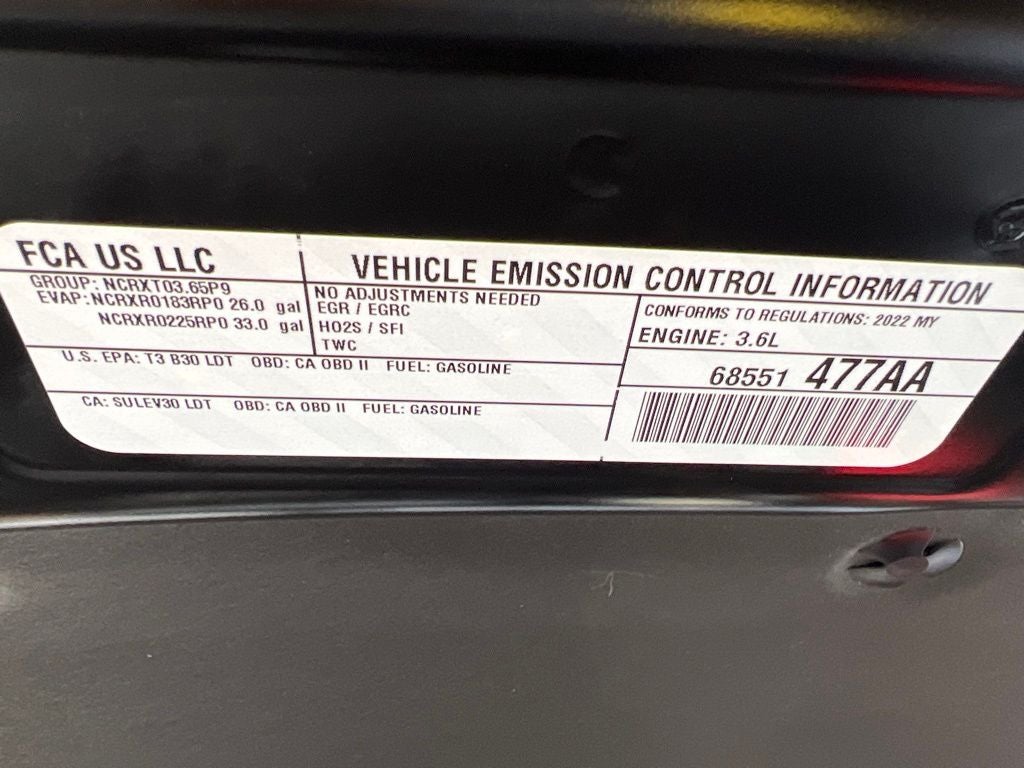 FCA US LLC
VEHICLE EMISSION CONTROL INFORMATION
GROUP: NCRXT03.65P9
EVAP:NCRXR0183RP0 26.0 gal
NCRXR0225RP0 33.0 gal
NO ADJUSTMENTS NEEDED
EGR / EGRC
HO2S / SFI
TWC
CONFORMS TO REGULATIONS: 2022 MY
ENGINE: 3.6L
U.S. EPA: T3 B30 LDT OBD: CA OBD II FUEL: GASOLINE
68551 477AA
CA: SULEV30 LDT OBD: CA OBD II FUEL: GASOLINE